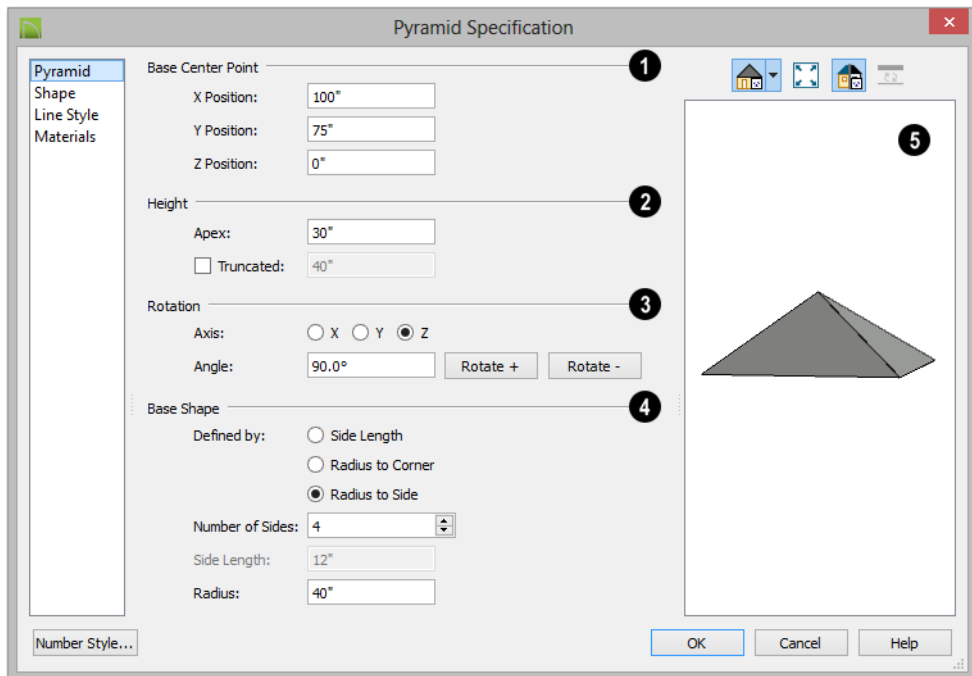 Pyramid Specification
Pyramid
Shape
Line Style
Materials
Base Center Point 1
X Position: 100"
Y Position: 75"
Z Position: 0"
Height 2
Apex: 30"
Truncated: 40"
Rotation 3
Axis: X Y Z
Angle: 90.0° Rotate + Rotate -
Base Shape 4
Defined by: Side Length
Radius to Corner
Radius to Side
Number of Sides: 4
Side Length: 12"
Radius: 40"
5
Number Style... OK Cancel Help